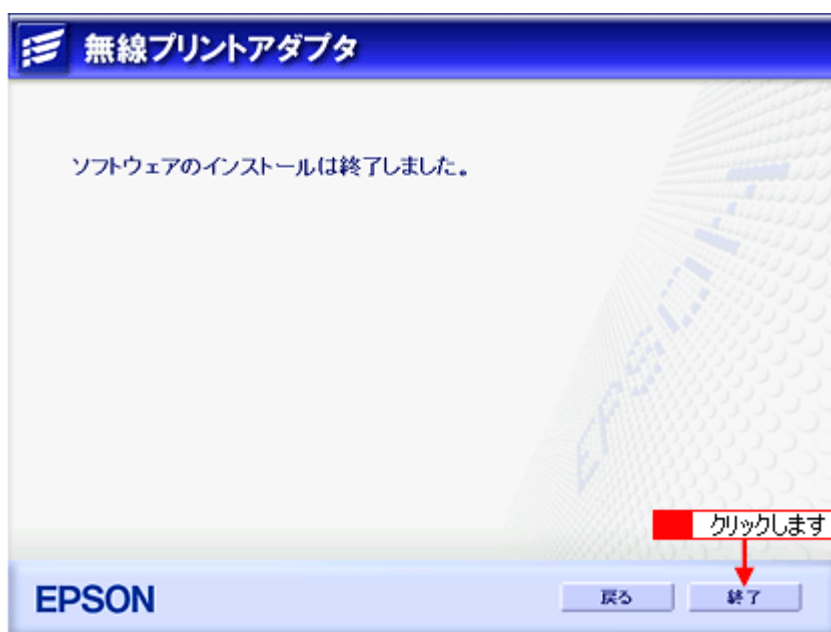 無線プリントアダプタ
ソフトウェアのインストールは終了しました。
EPSON
クリックします
EPSON
戻る
終了